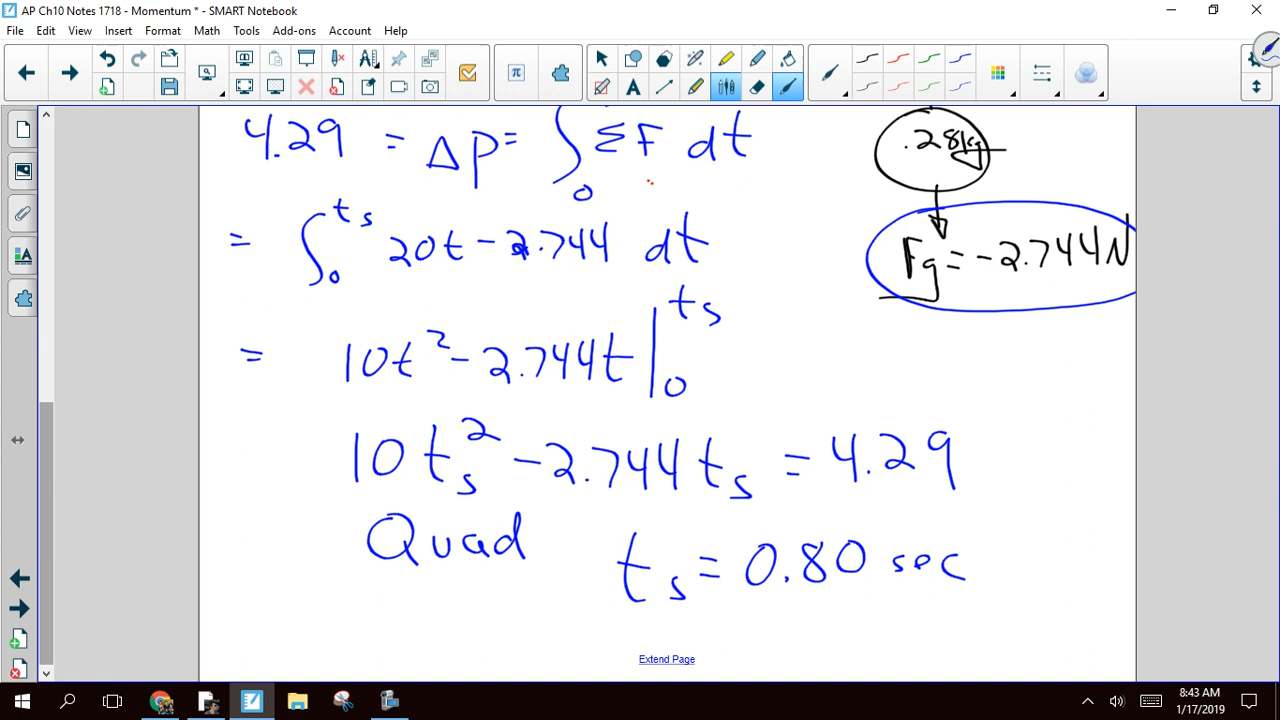 AP Ch10 Notes 1718 - Momentum * - SMART Notebook
File Edit View Insert Format Math Tools Add-ons Account Help
4.29 = Δp = ∫ ΣF dt
0
.28kg
= ∫₀^ts 20t - 2.744 dt
Fg = -2.744N
= 10t² - 2.744t |₀^ts
10ts² - 2.744ts = 4.29
Quad ts = 0.80 sec
Extend Page
8:43 AM
1/17/2019